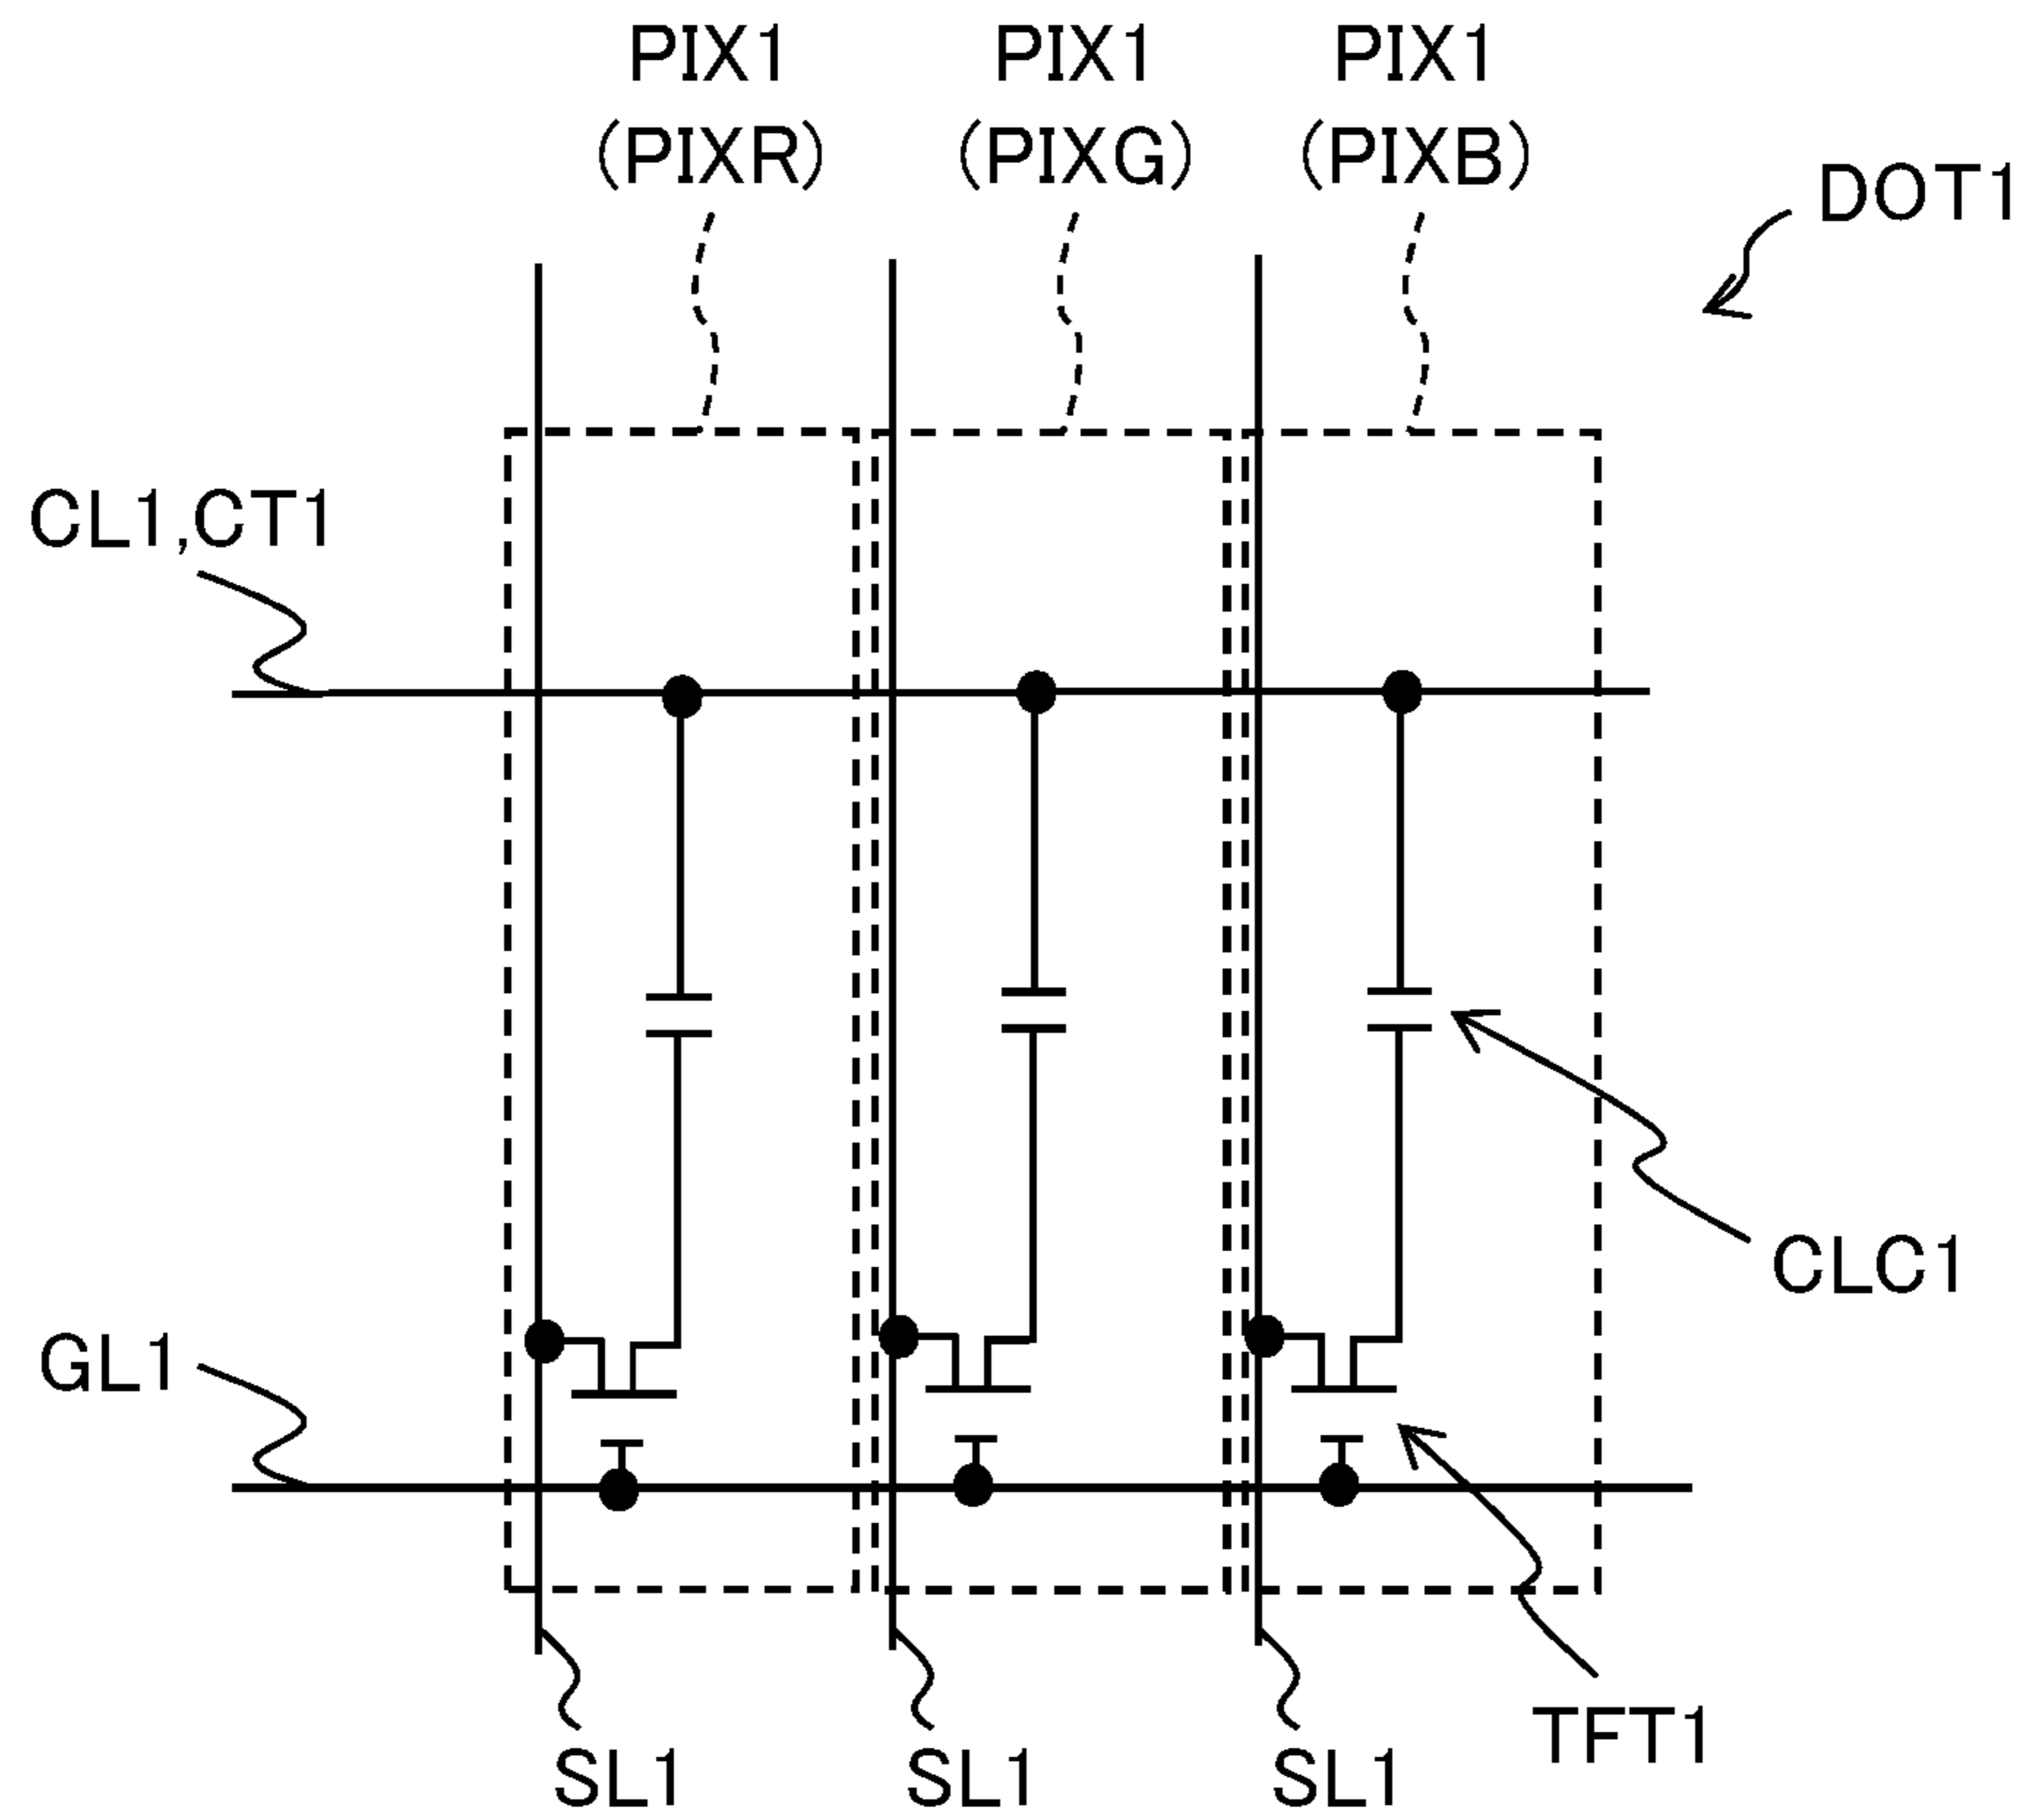 PIX1
(PIXR)
PIX1
(PIXG)
PIX1
(PIXB)
DOT1
CL1,CT1
CLC1
GL1
TFT1
SL1
SL1
SL1